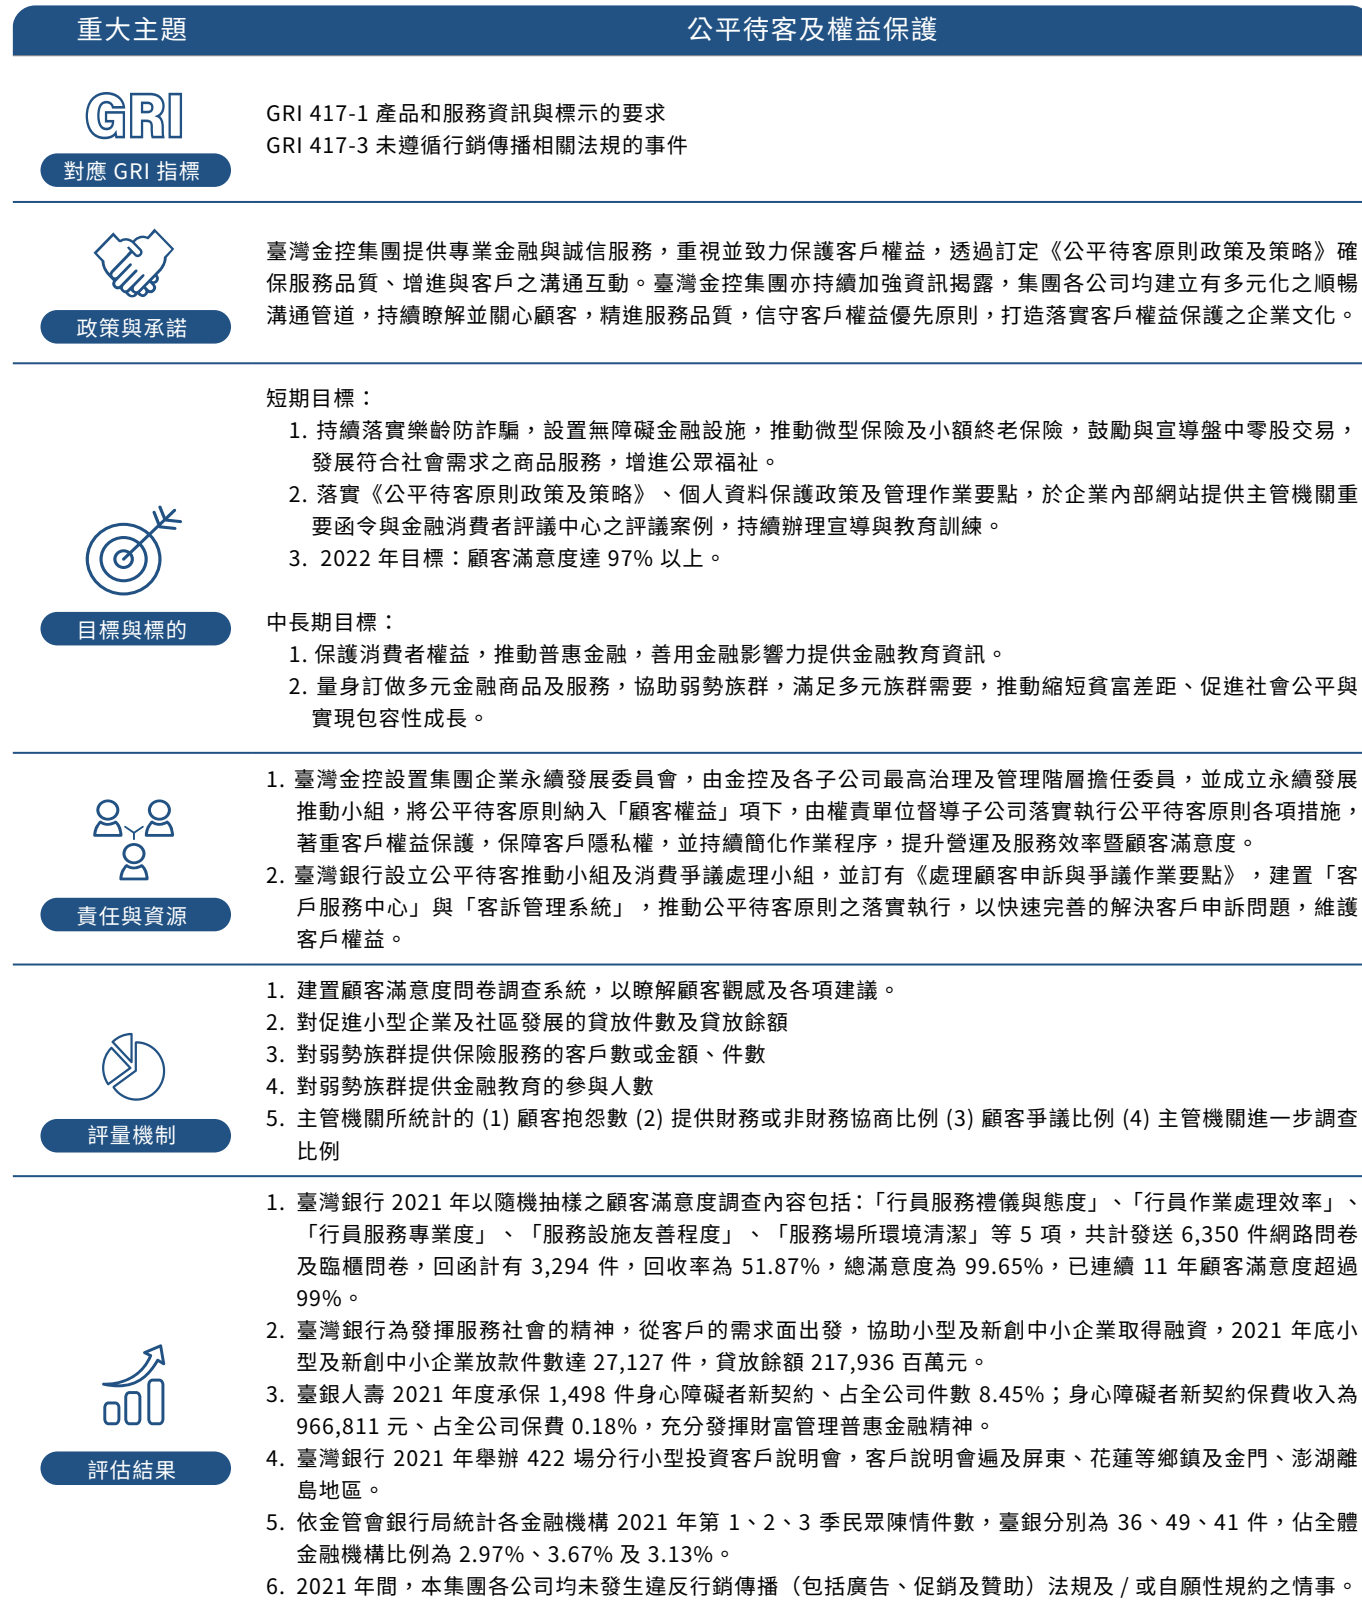 重大主題
公平待客及權益保護
GRI
對應 GRI 指標
GRI 417-1 產品和服務資訊與標示的要求
GRI 417-3 未遵循行銷傳播相關法規的事件
政策與承諾
臺灣金控集團提供專業金融與誠信服務，重視並致力保護客戶權益，透過訂定《公平待客原則政策及策略》確
保服務品質、增進與客戶之溝通互動。臺灣金控集團亦持續加強資訊揭露，集團各公司均建立有多元化之順暢
溝通管道，持續瞭解並關心顧客，精進服務品質，信守客戶權益優先原則，打造落實客戶權益保護之企業文化。
目標與標的
短期目標：
1. 持續落實樂齡防詐騙，設置無障礙金融設施，推動微型保險及小額終老保險，鼓勵與宣導盤中零股交易，
發展符合社會需求之商品服務，增進公眾福祉。
2. 落實《公平待客原則政策及策略》、個人資料保護政策及管理作業要點，於企業內部網站提供主管機關重
要函令與金融消費者評議中心之評議案例，持續辦理宣導與教育訓練。
3. 2022 年目標：顧客滿意度達 97% 以上。
中長期目標：
1. 保護消費者權益，推動普惠金融，善用金融影響力提供金融教育資訊。
2. 量身訂做多元金融商品及服務，協助弱勢族群，滿足多元族群需要，推動縮短貧富差距、促進社會公平與
實現包容性成長。
責任與資源
1. 臺灣金控設置集團企業永續發展委員會，由金控及各子公司最高治理及管理階層擔任委員，並成立永續發展
推動小組，將公平待客原則納入「顧客權益」項下，由權責單位督導子公司落實執行公平待客原則各項措施，
著重客戶權益保護，保障客戶隱私權，並持續簡化作業程序，提升營運及服務效率暨顧客滿意度。
2. 臺灣銀行設立公平待客推動小組及消費爭議處理小組，並訂有《處理顧客申訴與爭議作業要點》，建置「客
戶服務中心」與「客訴管理系統」，推動公平待客原則之落實執行，以快速完善的解決客戶申訴問題，維護
客戶權益。
評量機制
1. 建置顧客滿意度問卷調查系統，以瞭解顧客觀感及各項建議。
2. 對促進小型企業及社區發展的貸放件數及貸放餘額
3. 對弱勢族群提供保險服務的客戶數或金額、件數
4. 對弱勢族群提供金融教育的參與人數
5. 主管機關所統計的 (1) 顧客抱怨數 (2) 提供財務或非財務協商比例 (3) 顧客爭議比例 (4) 主管機關進一步調查
比例
評估結果
1. 臺灣銀行 2021 年以隨機抽樣之顧客滿意度調查內容包括：「行員服務禮儀與態度」、「行員作業處理效率」、
「行員服務專業度」、「服務設施友善程度」、「服務場所環境清潔」等 5 項，共計發送 6,350 件網路問卷
及臨櫃問卷，回函計有 3,294 件，回收率為 51.87%，總滿意度為 99.65%，已連續 11 年顧客滿意度超過
99%。
2. 臺灣銀行為發揮服務社會的精神，從客戶的需求面出發，協助小型及新創中小企業取得融資，2021 年底小
型及新創中小企業放款件數達 27,127 件，貸放餘額 217,936 百萬元。
3. 臺銀人壽 2021 年度承保 1,498 件身心障礙者新契約、占全公司件數 8.45%；身心障礙者新契約保費收入為
966,811 元、占全公司保費 0.18%，充分發揮財富管理普惠金融精神。
4. 臺灣銀行 2021 年舉辦 422 場分行小型投資客戶說明會，客戶說明會遍及屏東、花蓮等鄉鎮及金門、澎湖離
島地區。
5. 依金管會銀行局統計各金融機構 2021 年第 1、2、3 季民眾陳情件數，臺銀分別為 36、49、41 件，佔全體
金融機構比例為 2.97%、3.67% 及 3.13%。
6. 2021 年間，本集團各公司均未發生違反行銷傳播（包括廣告、促銷及贊助）法規及 / 或自願性規約之情事。